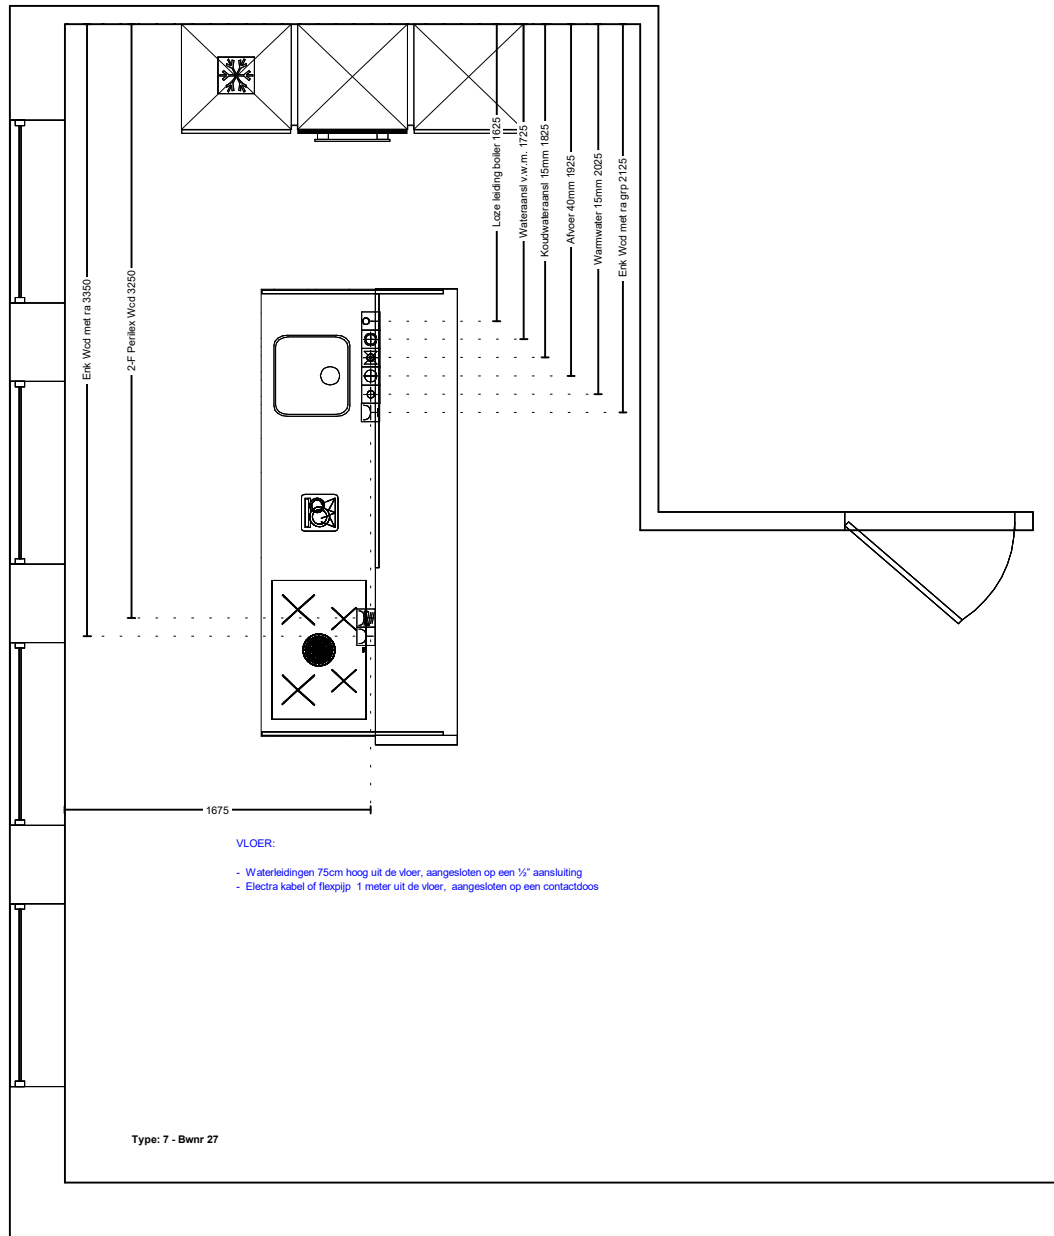 Enk Wcd met ra 3350
2-F Perilex Wcd 3250
Loze leiding boiler 1625
Wateraansl v.w.m. 1725
Koudwateraansl 15mm 1825
Afvoer 40mm 1925
Warmwater 15mm 2025
Enk Wcd met ra grp 2125
1675
VLOER:
- Waterleidingen 75cm hoog uit de vloer, aangesloten op een ½" aansluiting
- Electra kabel of flexpijp 1 meter uit de vloer, aangesloten op een contactdoos
Type: 7 - Bwnr 27